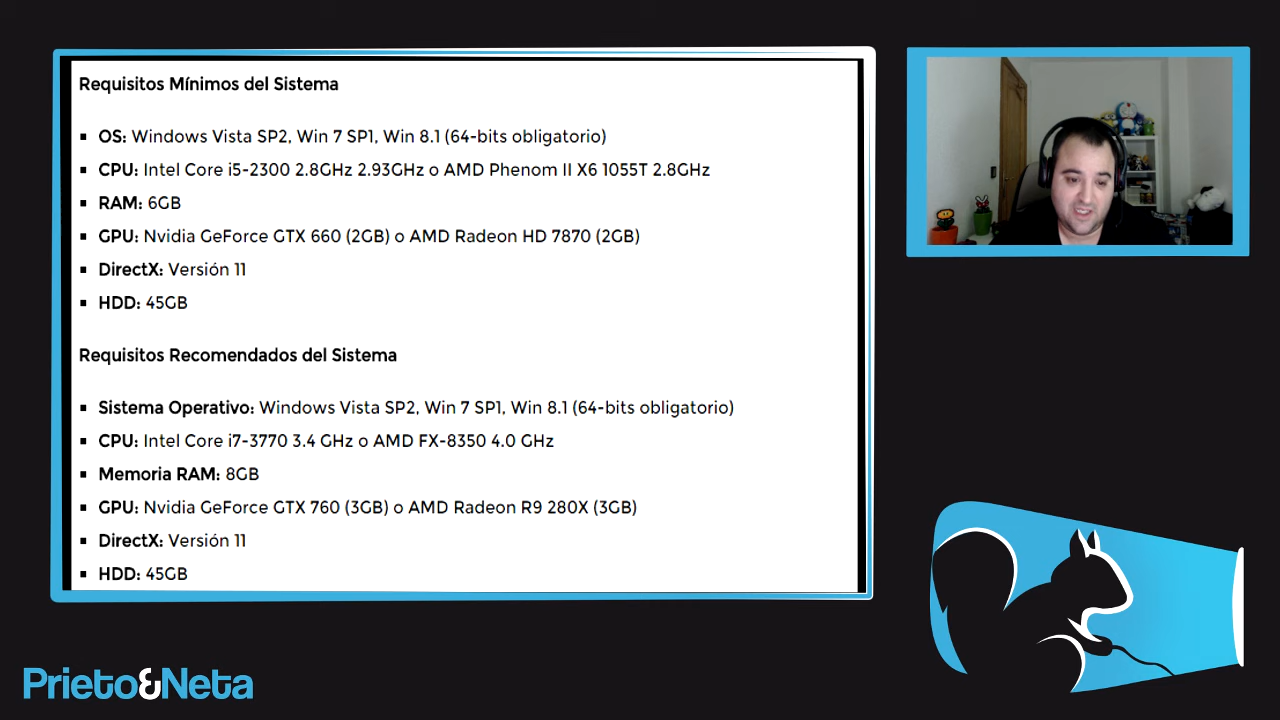 Requisitos Mínimos del Sistema
OS: Windows Vista SP2, Win 7 SP1, Win 8.1 (64-bits obligatorio)
CPU: Intel Core i5-2300 2.8GHz 2.93GHz o AMD Phenom II X6 1055T 2.8GHz
RAM: 6GB
GPU: Nvidia GeForce GTX 660 (2GB) o AMD Radeon HD 7870 (2GB)
DirectX: Versión 11
HDD: 45GB
Requisitos Recomendados del Sistema
Sistema Operativo: Windows Vista SP2, Win 7 SP1, Win 8.1 (64-bits obligatorio)
CPU: Intel Core i7-3770 3.4 GHz o AMD FX-8350 4.0 GHz
Memoria RAM: 8GB
GPU: Nvidia GeForce GTX 760 (3GB) o AMD Radeon R9 280X (3GB)
DirectX: Versión 11
HDD: 45GB
Prieto&Neta